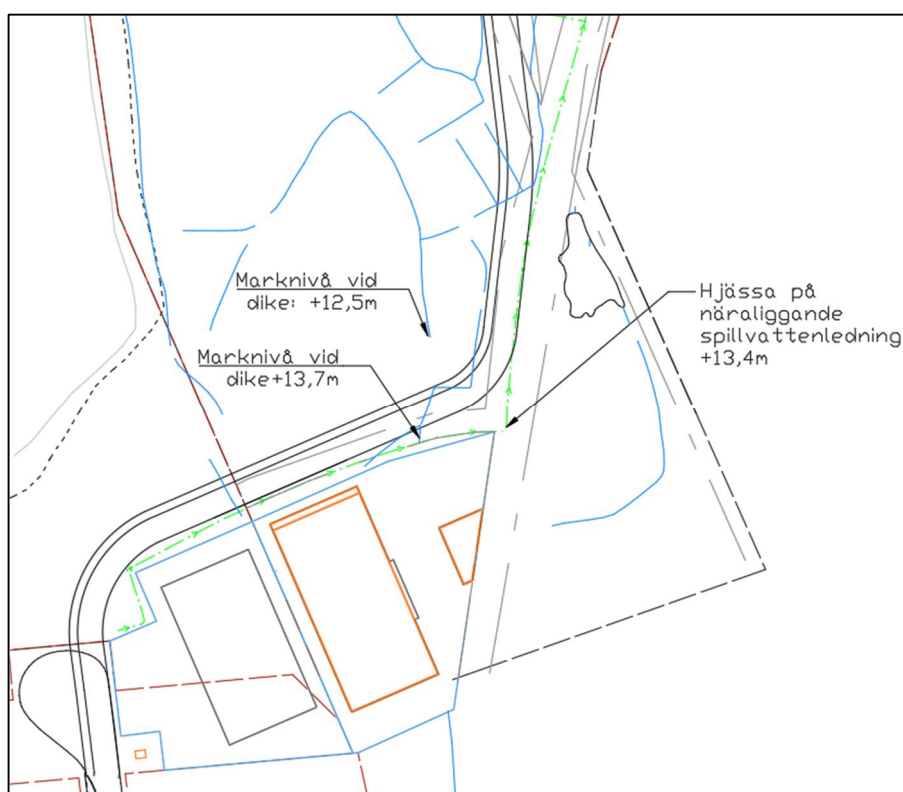 Marknivå vid
dike: +12,5m
Marknivå vid
dike+13,7m
Hjässa på
näraliggande
spillvattenledning
+13,4m